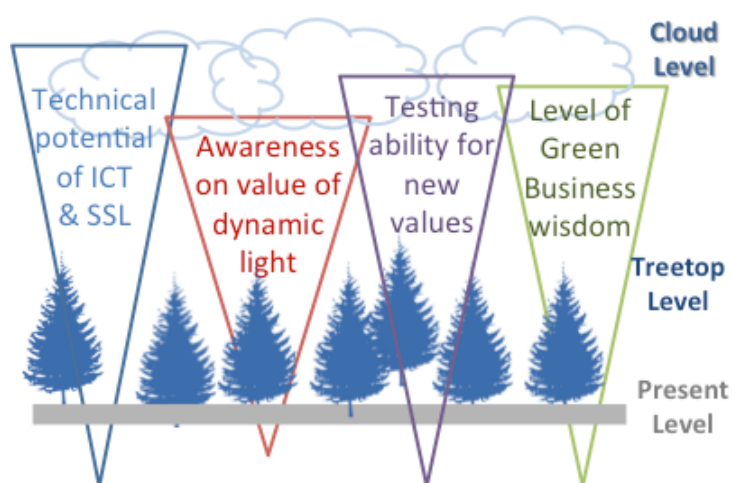 Cloud
Level
Technical
potential
of ICT
& SSL
Awareness
on value of
dynamic
light
Testing
ability for
new
values
Level of
Green
Business
wisdom
Treetop
Level
Present
Level